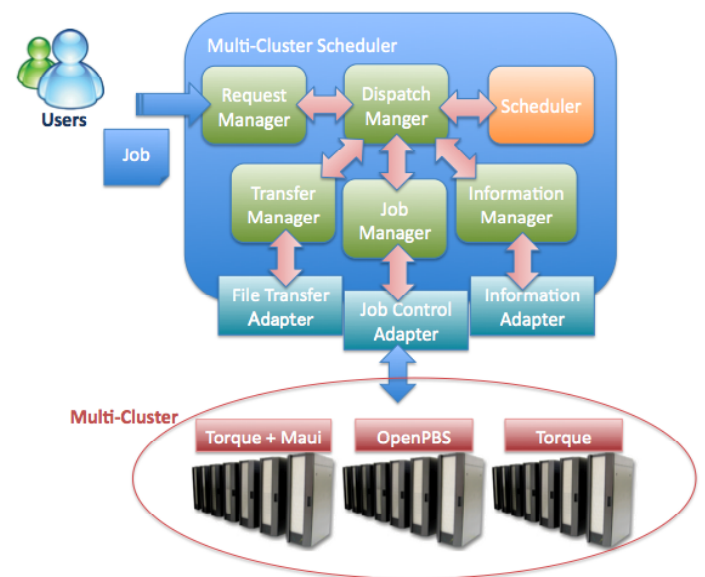 Multi-Cluster Scheduler
Users
Job
Request
Manager
Dispatch
Manger
Scheduler
Transfer
Manager
Job
Manager
Information
Manager
File Transfer
Adapter
Job Control
Adapter
Information
Adapter
Multi-Cluster
Torque + Maui
OpenPBS
Torque